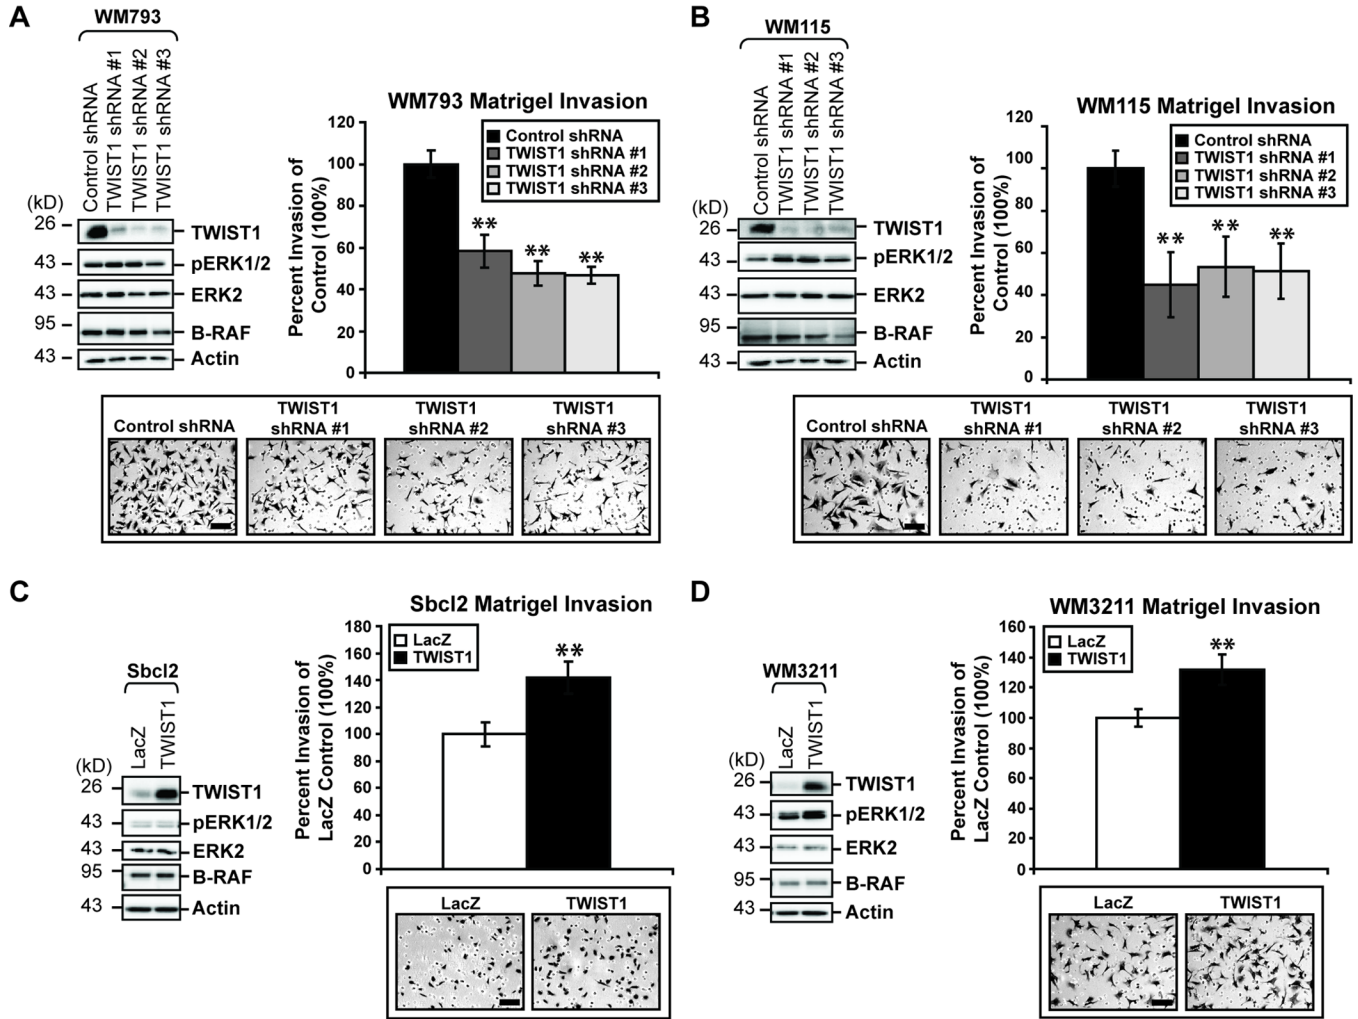 A
WM793
Control shRNA
TWIST1 shRNA #1
TWIST1 shRNA #2
TWIST1 shRNA #3
(kD)
26
TWIST1
43
pERK1/2
43
ERK2
95
B-RAF
43
Actin
WM793 Matrigel Invasion
Percent Invasion of
Control (100%)
120
100
80
60
40
20
0
Control shRNA
TWIST1 shRNA #1
TWIST1 shRNA #2
TWIST1 shRNA #3
** ** **
Control shRNA
TWIST1
shRNA #1
TWIST1
shRNA #2
TWIST1
shRNA #3
B
WM115
Control shRNA
TWIST1 shRNA #1
TWIST1 shRNA #2
TWIST1 shRNA #3
(kD)
26
TWIST1
43
pERK1/2
43
ERK2
95
B-RAF
43
Actin
WM115 Matrigel Invasion
Percent Invasion of
Control (100%)
120
100
80
60
40
20
0
Control shRNA
TWIST1 shRNA #1
TWIST1 shRNA #2
TWIST1 shRNA #3
** ** **
Control shRNA
TWIST1
shRNA #1
TWIST1
shRNA #2
TWIST1
shRNA #3
C
Sbcl2
LacZ
TWIST1
(kD)
26
TWIST1
43
pERK1/2
43
ERK2
95
B-RAF
43
Actin
Sbcl2 Matrigel Invasion
Percent Invasion of
LacZ Control (100%)
180
160
140
120
100
80
60
40
20
0
LacZ
TWIST1
**
LacZ
TWIST1
D
WM3211
LacZ
TWIST1
(kD)
26
TWIST1
43
pERK1/2
43
ERK2
95
B-RAF
43
Actin
WM3211 Matrigel Invasion
Percent Invasion of
LacZ Control (100%)
160
140
120
100
80
60
40
20
0
LacZ
TWIST1
**
LacZ
TWIST1